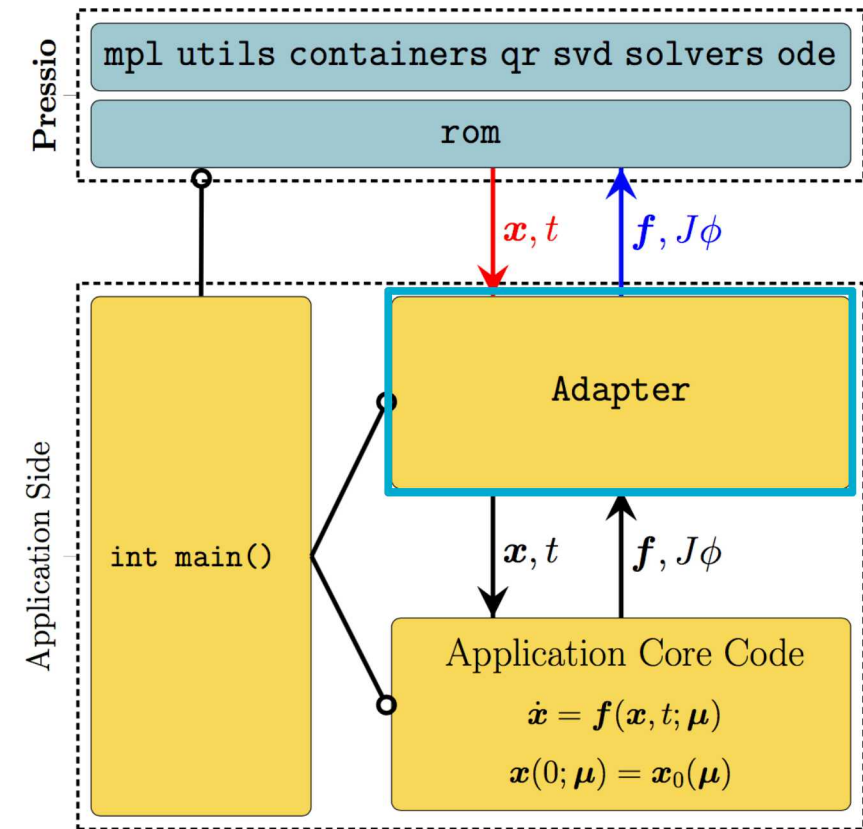 Pressio
mpl utils containers qr svd solvers ode
rom
x, t
f, Jϕ
Application Side
int main()
Adapter
x, t
f, Jϕ
Application Core Code
ẋ = f(x, t; μ)
x(0; μ) = x₀(μ)